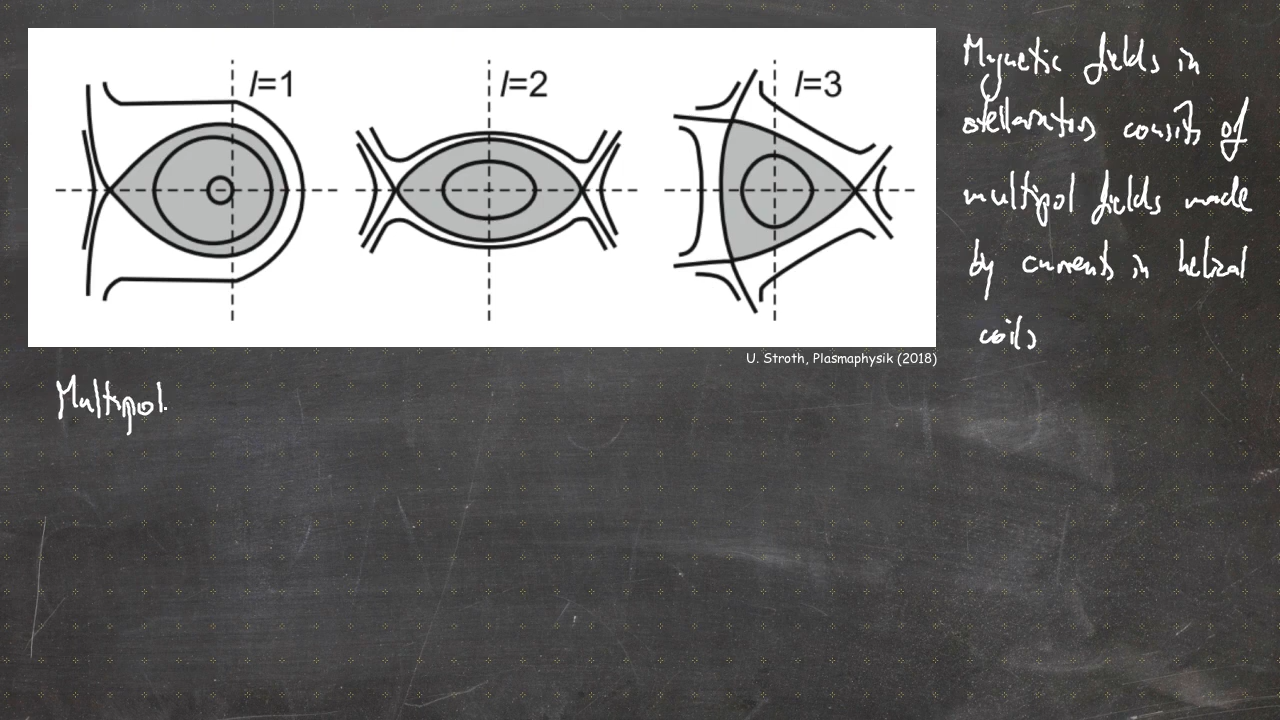 l=1
l=2
l=3
Magnetic fields in
stellarators consits of
multipol fields made
by currents in helical
coils
U. Stroth, Plasmaphysik (2018)
Multipol.